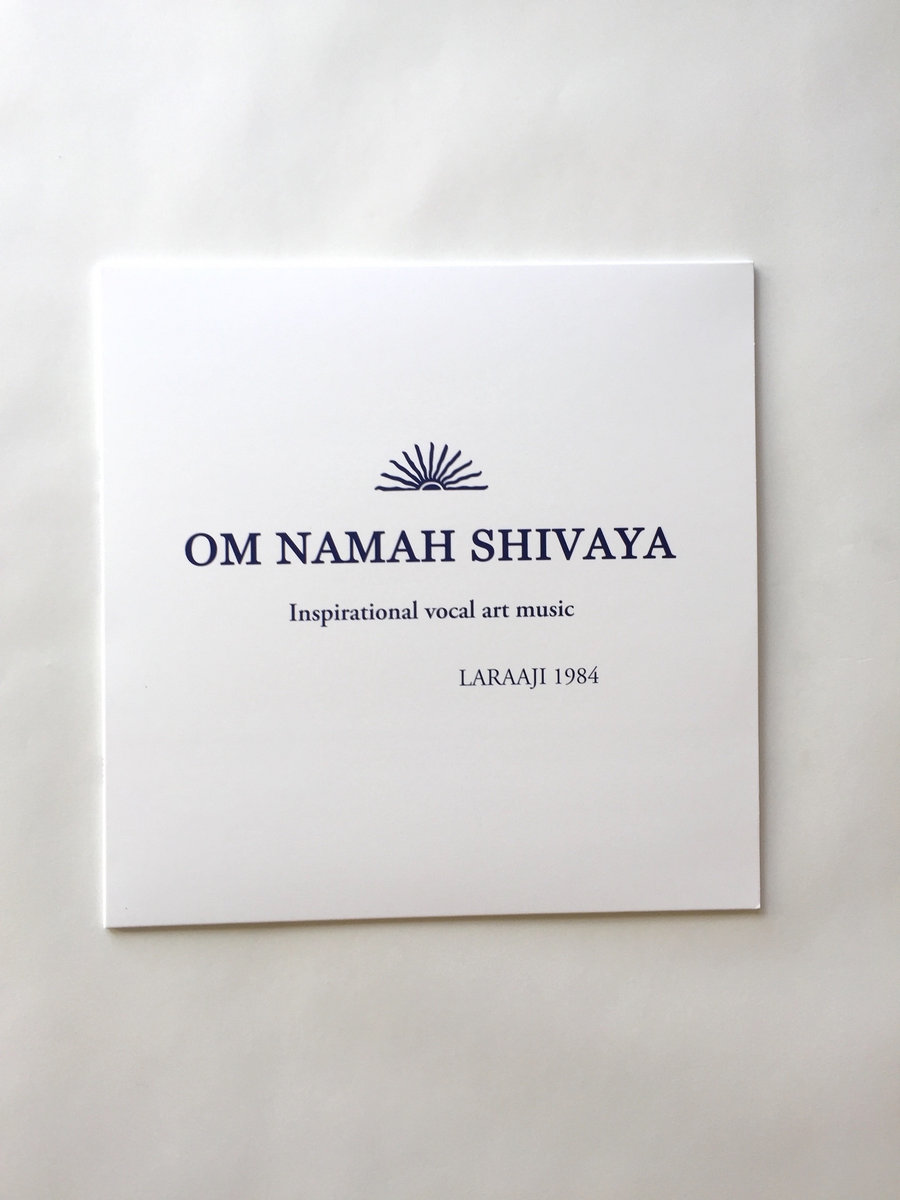 OM NAMAH SHIVAYA
Inspirational vocal art music
LARAAJI 1984